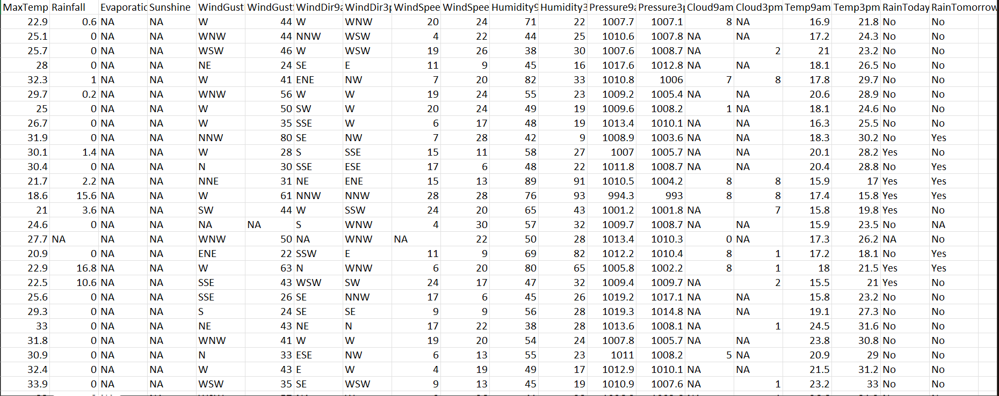 MaxTemp Rainfall Evaporatic Sunshine WindGust WindGust WindDir9a WindDir3p WindSpee WindSpee Humidity9 Humidity3 Pressure9a Pressure3p Cloud9am Cloud3pm Temp9am Temp3pm RainToday RainTomorrow
22.9 0.6 NA NA W 44 W WNW 20 24 71 22 1007.7 1007.1 8 NA 16.9 21.8 No No
25.1 0 NA NA WNW 44 NNW WSW 4 22 44 25 1010.6 1007.8 NA NA 17.2 24.3 No No
25.7 0 NA NA WSW 46 W WSW 19 26 38 30 1007.6 1008.7 NA 2 21 23.2 No No
28 0 NA NA NE 24 SE E 11 9 45 16 1017.6 1012.8 NA NA 18.1 26.5 No No
32.3 1 NA NA W 41 ENE NW 7 20 82 33 1010.8 1006 7 8 17.8 29.7 No No
29.7 0.2 NA NA WNW 56 W W 19 24 55 23 1009.2 1005.4 NA NA 20.6 28.9 No No
25 0 NA NA W 50 SW W 20 24 49 19 1009.6 1008.2 1 NA 18.1 24.6 No No
26.7 0 NA NA W 35 SSE W 6 17 48 19 1013.4 1010.1 NA NA 16.3 25.5 No No
31.9 0 NA NA NNW 80 SE NW 7 28 42 9 1008.9 1003.6 NA NA 18.3 30.2 No Yes
30.1 1.4 NA NA W 28 S SSE 15 11 58 27 1007 1005.7 NA NA 20.1 28.2 Yes No
30.4 0 NA NA N 30 SSE ESE 17 6 48 22 1011.8 1008.7 NA NA 20.4 28.8 No Yes
21.7 2.2 NA NA NNE 31 NE ENE 15 13 89 91 1010.5 1004.2 8 8 15.9 17 Yes Yes
18.6 15.6 NA NA W 61 NNW NNW 28 28 76 93 994.3 993 8 8 17.4 15.8 Yes Yes
21 3.6 NA NA SW 44 W SSW 24 20 65 43 1001.2 1001.8 NA 7 15.8 19.8 Yes No
24.6 0 NA NA NA NA S WNW 4 30 57 32 1009.7 1008.7 NA NA 15.9 23.5 No NA
27.7 NA NA NA WNW 50 NA WNW NA 22 50 28 1013.4 1010.3 0 NA 17.3 26.2 NA No
20.9 0 NA NA ENE 22 SSW E 11 9 69 82 1012.2 1010.4 8 1 17.2 18.1 No Yes
22.9 16.8 NA NA W 63 N WNW 6 20 80 65 1005.8 1002.2 8 1 18 21.5 Yes Yes
22.5 10.6 NA NA SSE 43 WSW SW 24 17 47 32 1009.4 1009.7 NA 2 15.5 21 Yes No
25.6 0 NA NA SSE 26 SE NNW 17 6 45 26 1019.2 1017.1 NA NA 15.8 23.2 No No
29.3 0 NA NA S 24 SE SE 9 9 56 28 1019.3 1014.8 NA NA 19.1 27.3 No No
33 0 NA NA NE 43 NE N 17 22 38 28 1013.6 1008.1 NA 1 24.5 31.6 No No
31.8 0 NA NA WNW 41 W W 19 20 54 24 1007.8 1005.7 NA NA 23.8 30.8 No No
30.9 0 NA NA N 33 ESE NW 6 13 55 23 1011 1008.2 5 NA 20.9 29 No No
32.4 0 NA NA W 43 E W 4 19 49 17 1012.9 1010.1 NA NA 21.5 31.2 No No
33.9 0 NA NA WSW 35 SE WSW 9 13 45 19 1010.9 1007.6 NA 1 23.2 33 No No